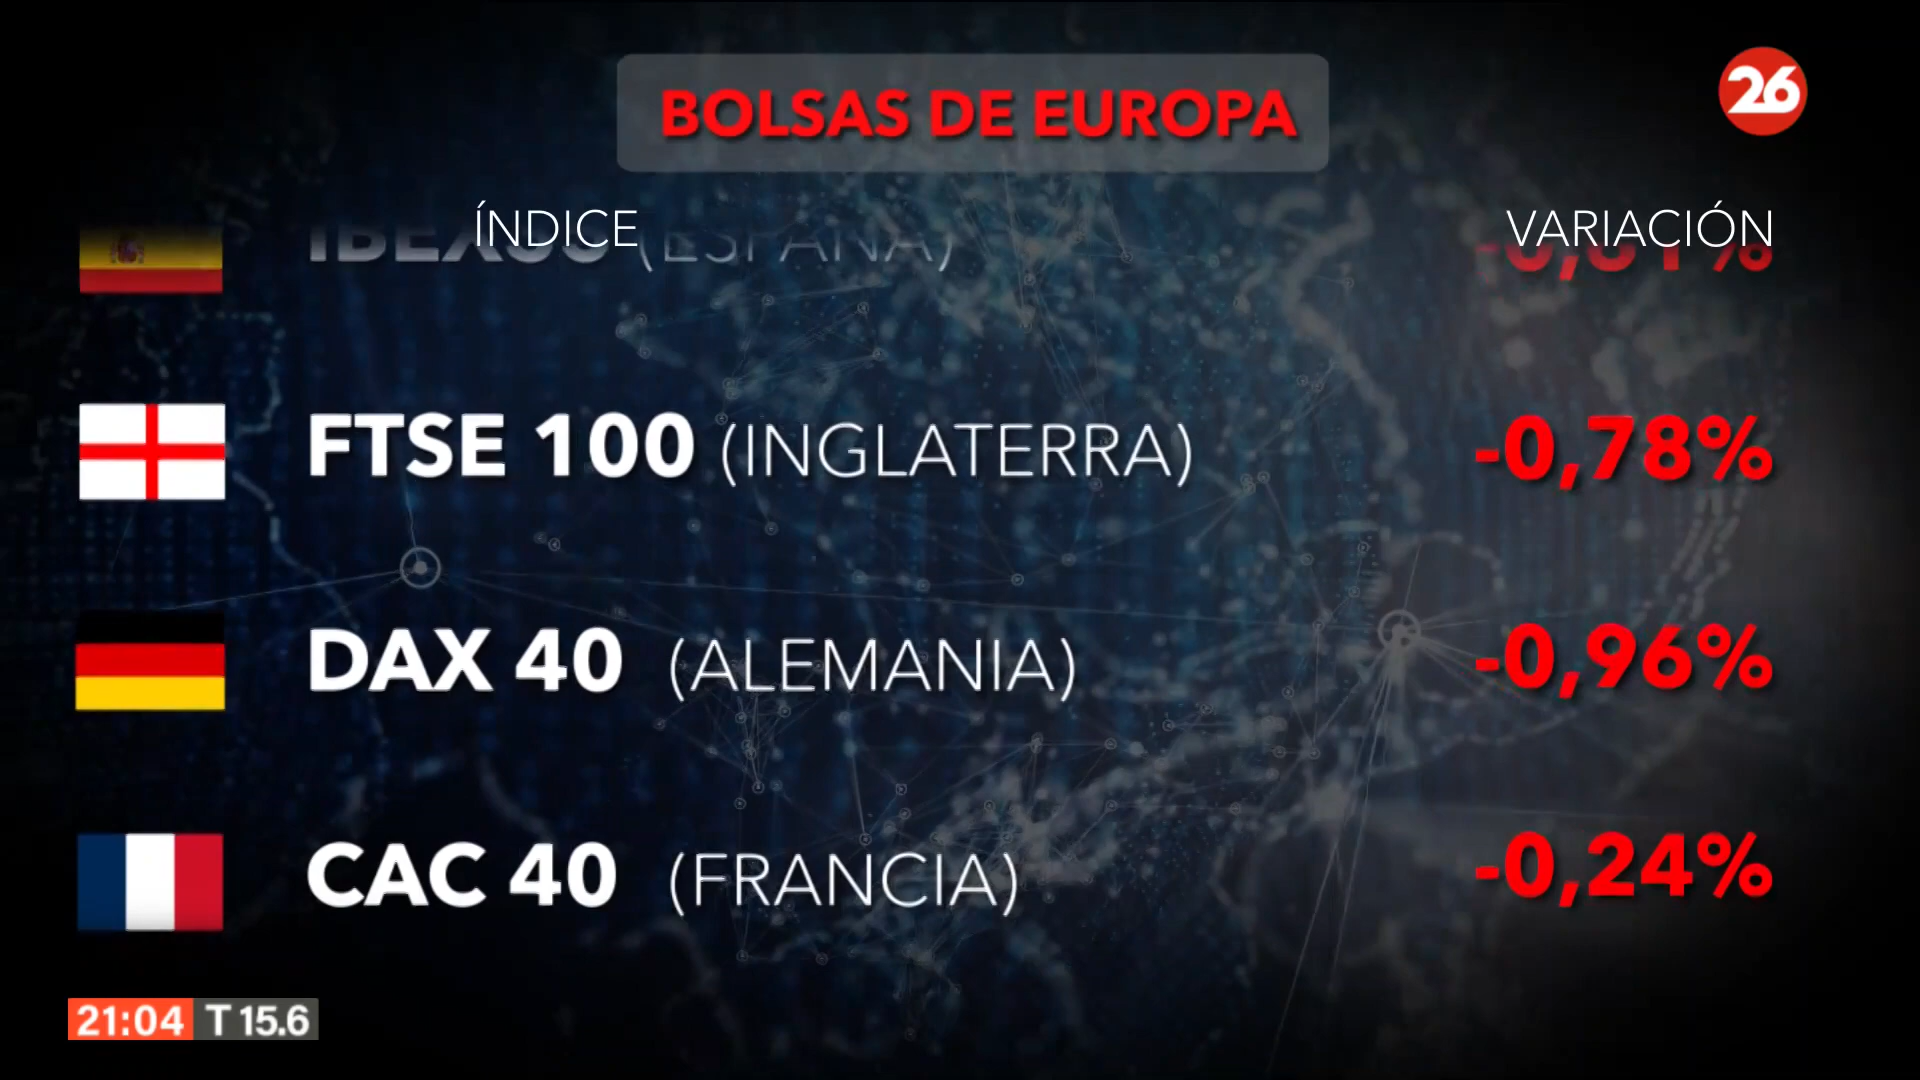 BOLSAS DE EUROPA
26
ÍNDICE VARIACIÓN
(ESPAÑA)
FTSE 100 (INGLATERRA) -0,78%
DAX 40 (ALEMANIA) -0,96%
CAC 40 (FRANCIA) -0,24%
21:04 T 15.6